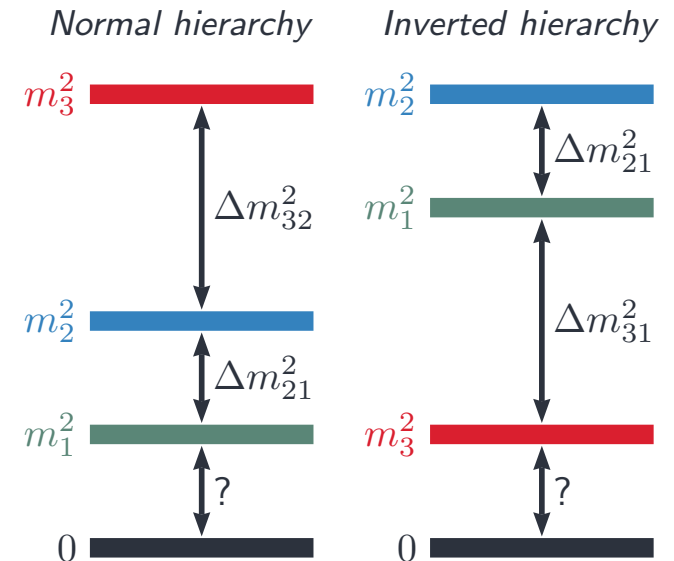 Normal hierarchy
m₃²
Δm₃₂²
m₂²
Δm₂₁²
m₁²
?
0
Inverted hierarchy
m₂²
Δm₂₁²
m₁²
Δm₃₁²
m₃²
?
0